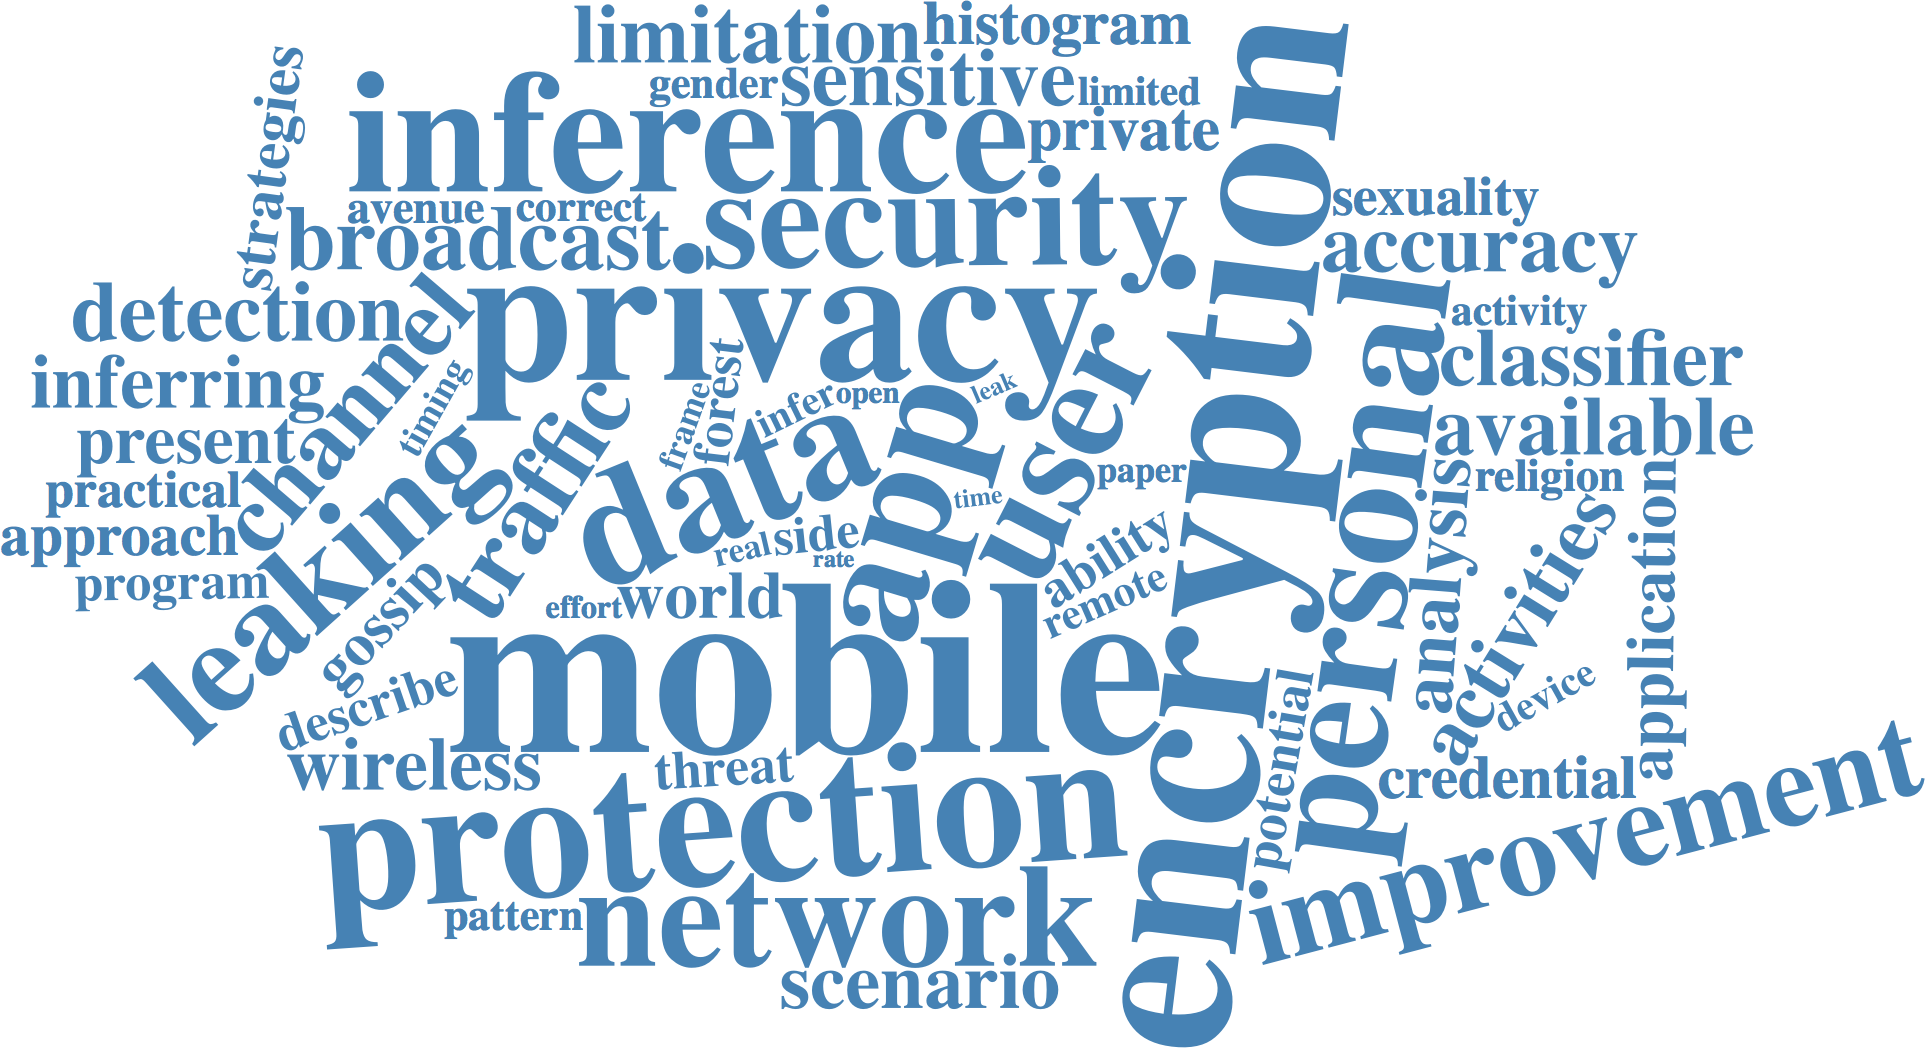 limitation
histogram
gender
sensitive
limited
strategies
inference
private
encryption
avenue
correct
security
sexuality
broadcast
accuracy
detection
channel
privacy
personal
activity
inferring
timing
forest
user
classifier
present
leaking
traffic
frame
infer
open
leak
available
practical
data
app
paper
religion
approach
real
side
time
ability
analysis
activities
application
program
gossip
effort
world
rate
remote
describe
mobile
device
wireless
threat
potential
credential
protection
improvement
pattern
network
scenario